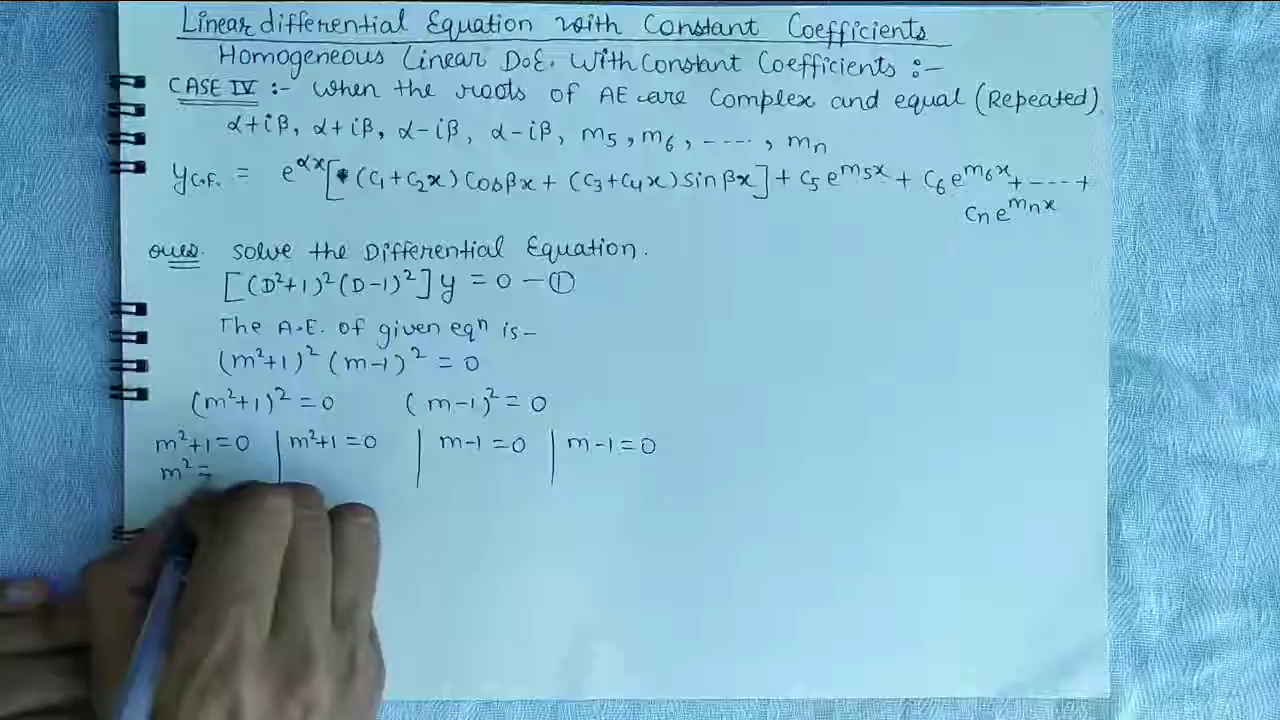 Linear differential Equation with Constant Coefficients
Homogeneous Linear D.E. With Constant Coefficients :-
CASE IV :- When the roots of AE are Complex and equal (Repeated)
α+iβ, α+iβ, α-iβ, α-iβ, m5, m6, ----, mn
yC.F. = e^αx[(C1+C2x) Cosβx + (C3+C4x) Sinβx] + C5 e^m5x + C6 e^m6x + ---- +
Cn e^mnx
Ques. Solve the Differential Equation.
[(D²+1)²(D-1)²]y = 0 - ①
The A.E. of given eqn is-
(m²+1)² (m-1)² = 0
(m²+1)² = 0 (m-1)² = 0
m²+1=0 | m²+1=0 | m-1=0 | m-1=0
m² =